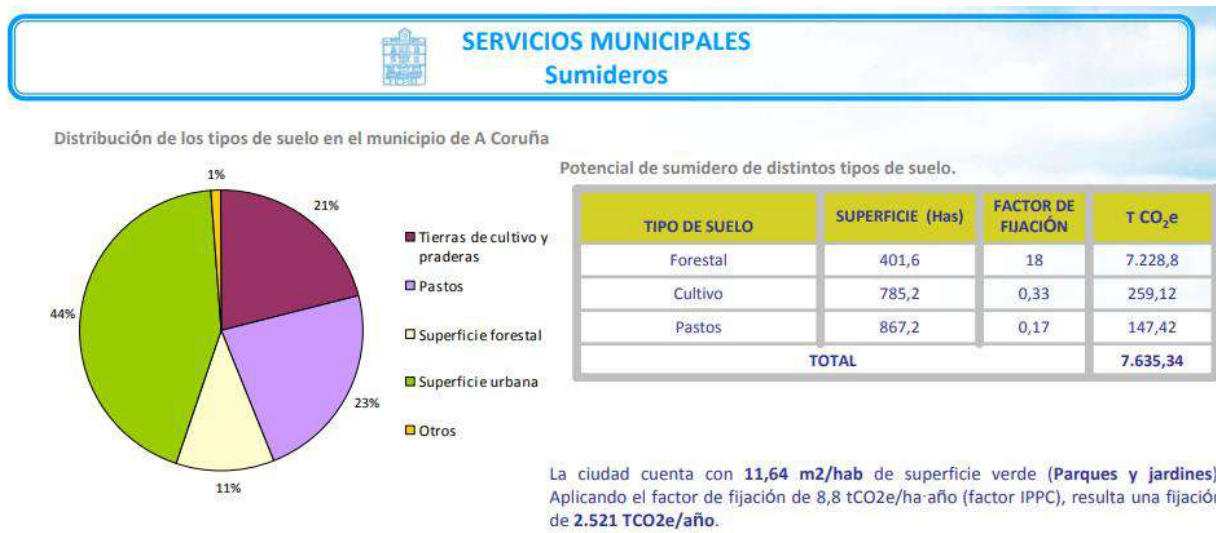 SERVICIOS MUNICIPALES
Sumideros
Distribución de los tipos de suelo en el municipio de A Coruña
1%
21%
44%
23%
11%
Tierras de cultivo y
praderas
Pastos
Superficie forestal
Superficie urbana
Otros
Potencial de sumidero de distintos tipos de suelo.
TIPO DE SUELO SUPERFICIE (Has) FACTOR DE FIJACIÓN T CO₂e
Forestal 401,6 18 7.228,8
Cultivo 785,2 0,33 259,12
Pastos 867,2 0,17 147,42
TOTAL 7.635,34
La ciudad cuenta con 11,64 m2/hab de superficie verde (Parques y jardines)
Aplicando el factor de fijación de 8,8 tCO2e/ha·año (factor IPPC), resulta una fijación
de 2.521 TCO2e/año.